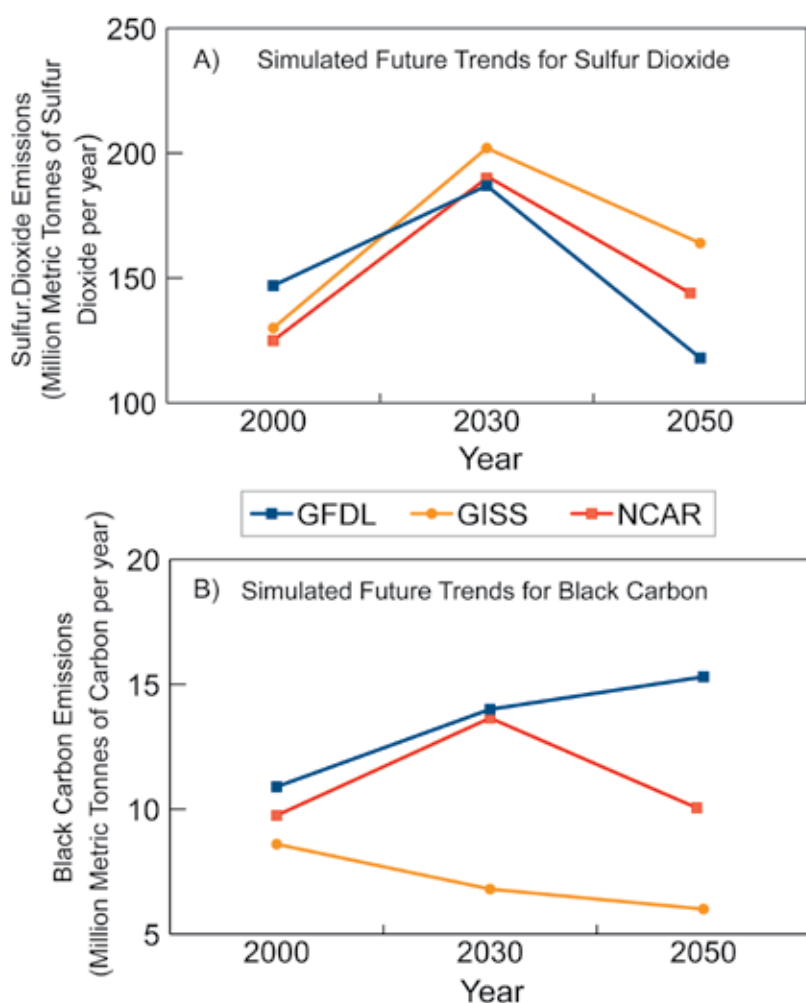 250
A) Simulated Future Trends for Sulfur Dioxide
200
150
100
Sulfur.Dioxide Emissions
(Million Metric Tonnes of Sulfur
Dioxide per year)
2000 2030 2050
Year
GFDL GISS NCAR
20
B) Simulated Future Trends for Black Carbon
15
10
5
Black Carbon Emissions
(Million Metric Tonnes of Carbon per year)
2000 2030 2050
Year